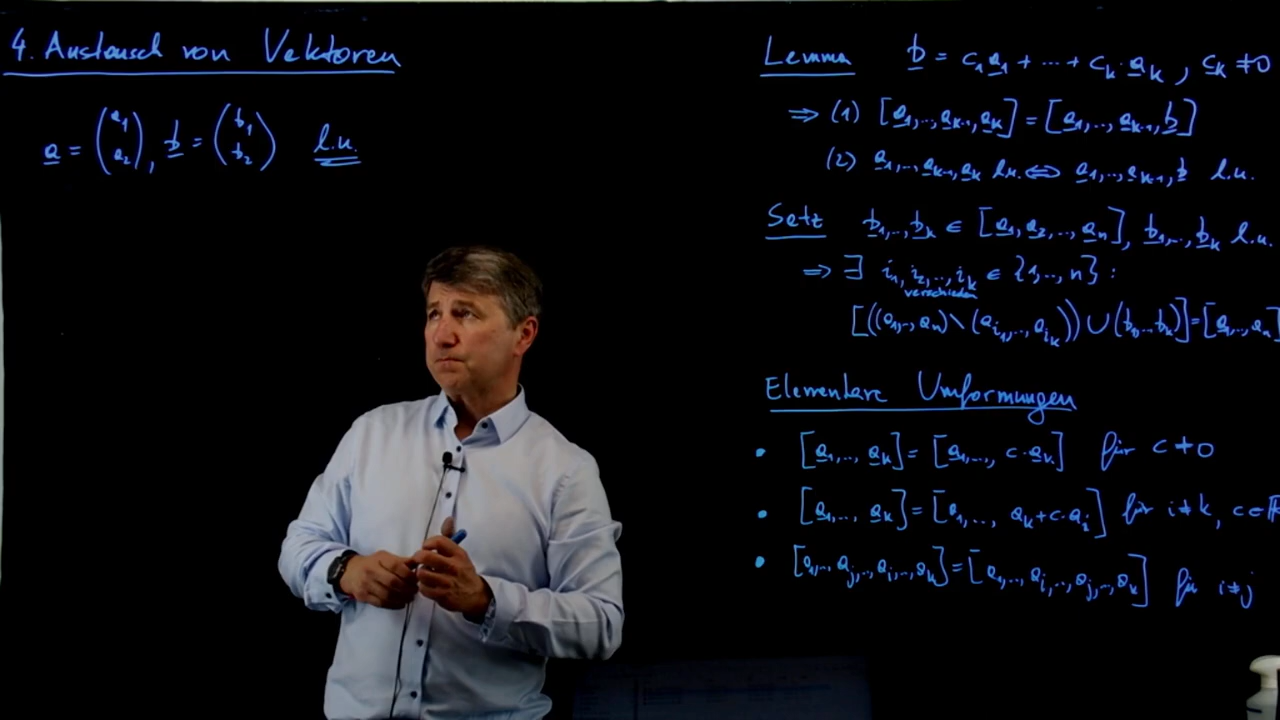 4. Austausch von Vektoren
a = (a₁ a₂), b = (b₁ b₂) l.u.
Lemma b = c₁a₁ + ... + cₖ·aₖ, cₖ ≠ 0
⇒ (1) [a₁,..,aₖ₋₁,aₖ] = [a₁,..,aₖ₋₁,b]
(2) a₁,..,aₖ₋₁,aₖ l.u. ⇔ a₁,..,aₖ₋₁,b l.u.
Satz b₁,..,bₖ ∈ [a₁,a₂,..,aₙ], b₁,..,bₖ l.u.
⇒ ∃ i₁,i₂,..,iₖ ∈ {1,..,n}:
verschieden
[((a₁,..,aₙ)∖(aᵢ₁,..,aᵢₖ)) ∪ (b₁,..,bₖ)] = [a₁,..,aₙ]
Elementare Umformungen
• [a₁,..,aₖ] = [a₁,..., c·aₖ] für c ≠ 0
• [a₁,..., aₖ] = [a₁,..., aₖ+c·aᵢ] für i ≠ k, c ∈ ℝ
• [a₁,..,aⱼ,..,aᵢ,..,aₖ] = [a₁,..,aᵢ,..,aⱼ,..,aₖ] für i ≠ j